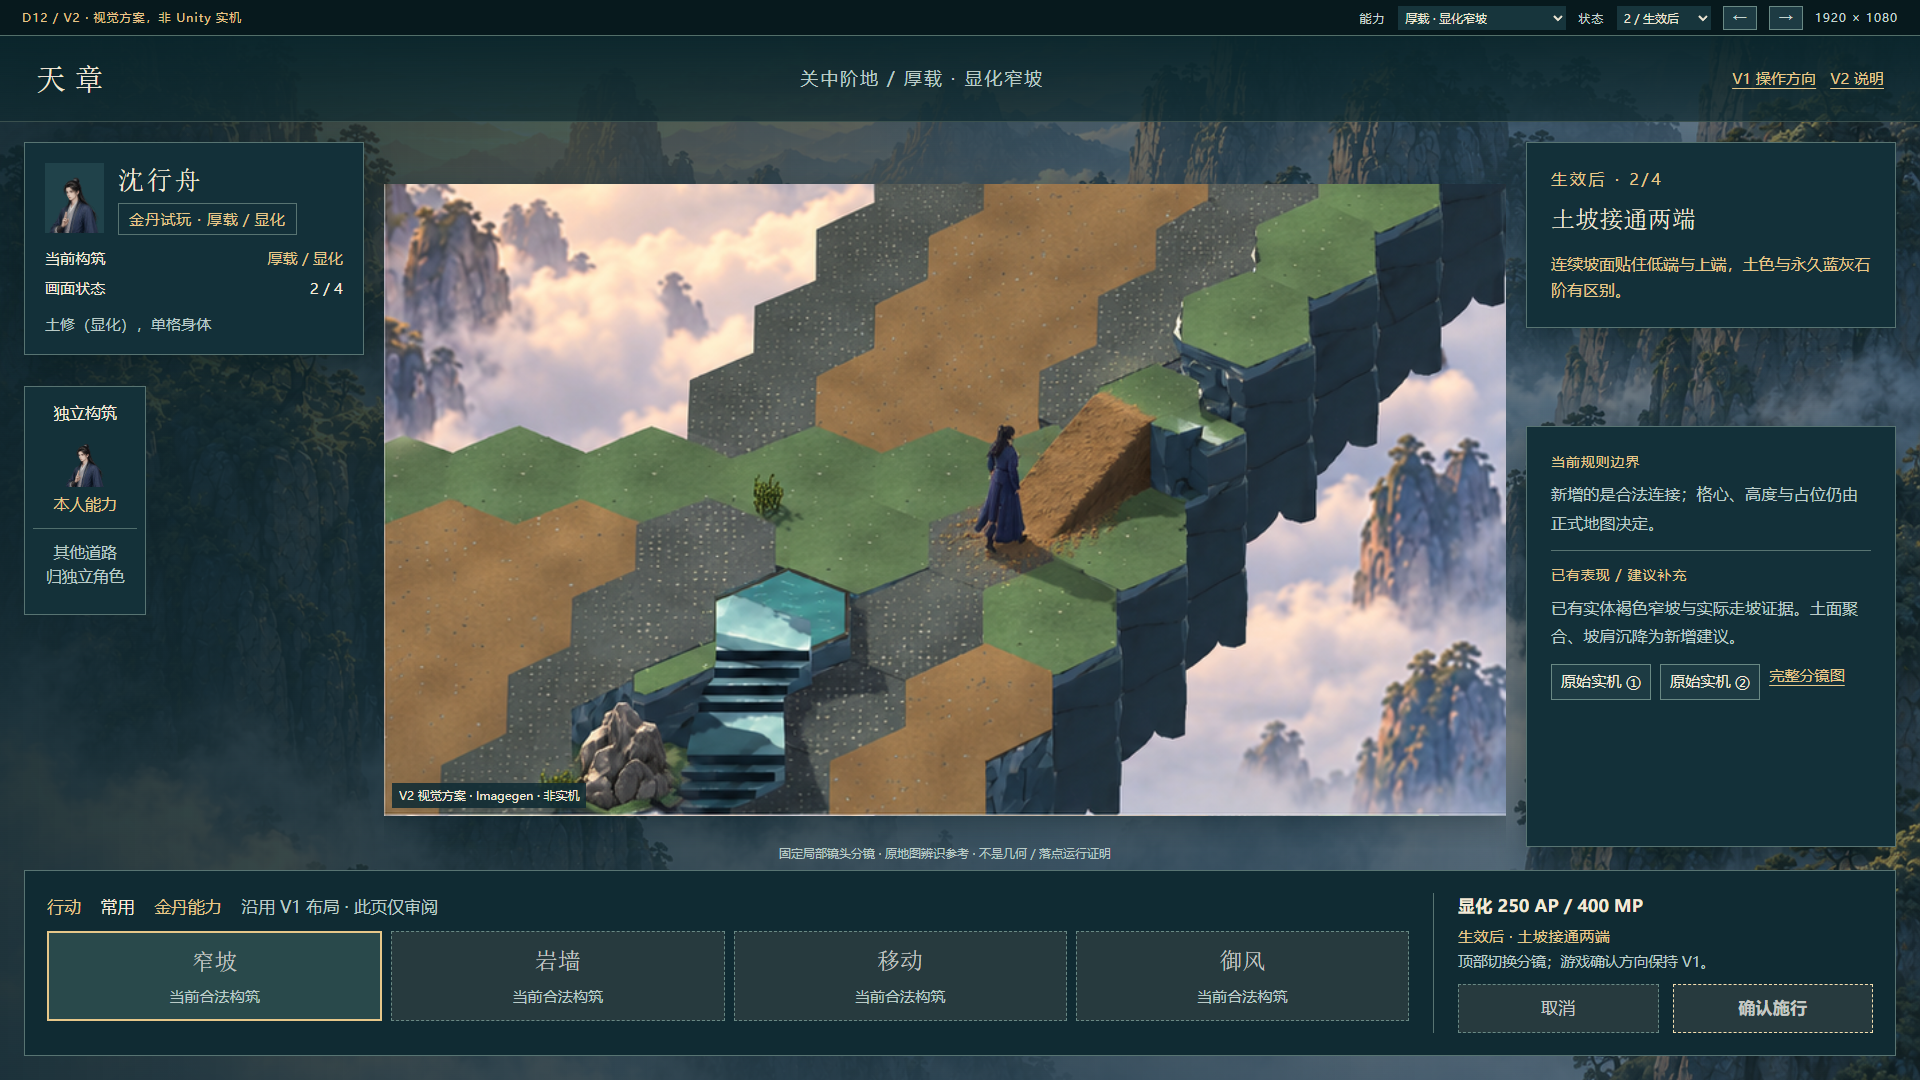 D12 / V2 · 视觉方案，非 Unity 实机
能力
厚载 · 显化窄坡
状态
2 / 生效后
←
→
1920 × 1080
天章
关中阶地 / 厚载 · 显化窄坡
V1 操作方向
V2 说明
沈行舟
金丹试玩 · 厚载 / 显化
当前构筑
厚载 / 显化
画面状态
2 / 4
土修（显化），单格身体
独立构筑
本人能力
其他道路
归独立角色
V2 视觉方案 · Imagegen · 非实机
固定局部镜头分镜 · 原地图辨识参考 · 不是几何 / 落点运行证明
生效后 · 2/4
土坡接通两端
连续坡面贴住低端与上端，土色与永久蓝灰石
阶有区别。
当前规则边界
新增的是合法连接；格心、高度与占位仍由
正式地图决定。
已有表现 / 建议补充
已有实体褐色窄坡与实际走坡证据。土面聚
合、坡肩沉降为新增建议。
原始实机 ①
原始实机 ②
完整分镜图
行动
常用
金丹能力
沿用 V1 布局 · 此页仅审阅
窄坡
当前合法构筑
岩墙
当前合法构筑
移动
当前合法构筑
御风
当前合法构筑
显化 250 AP / 400 MP
生效后 · 土坡接通两端
顶部切换分镜；游戏确认方向保持 V1。
取消
确认施行